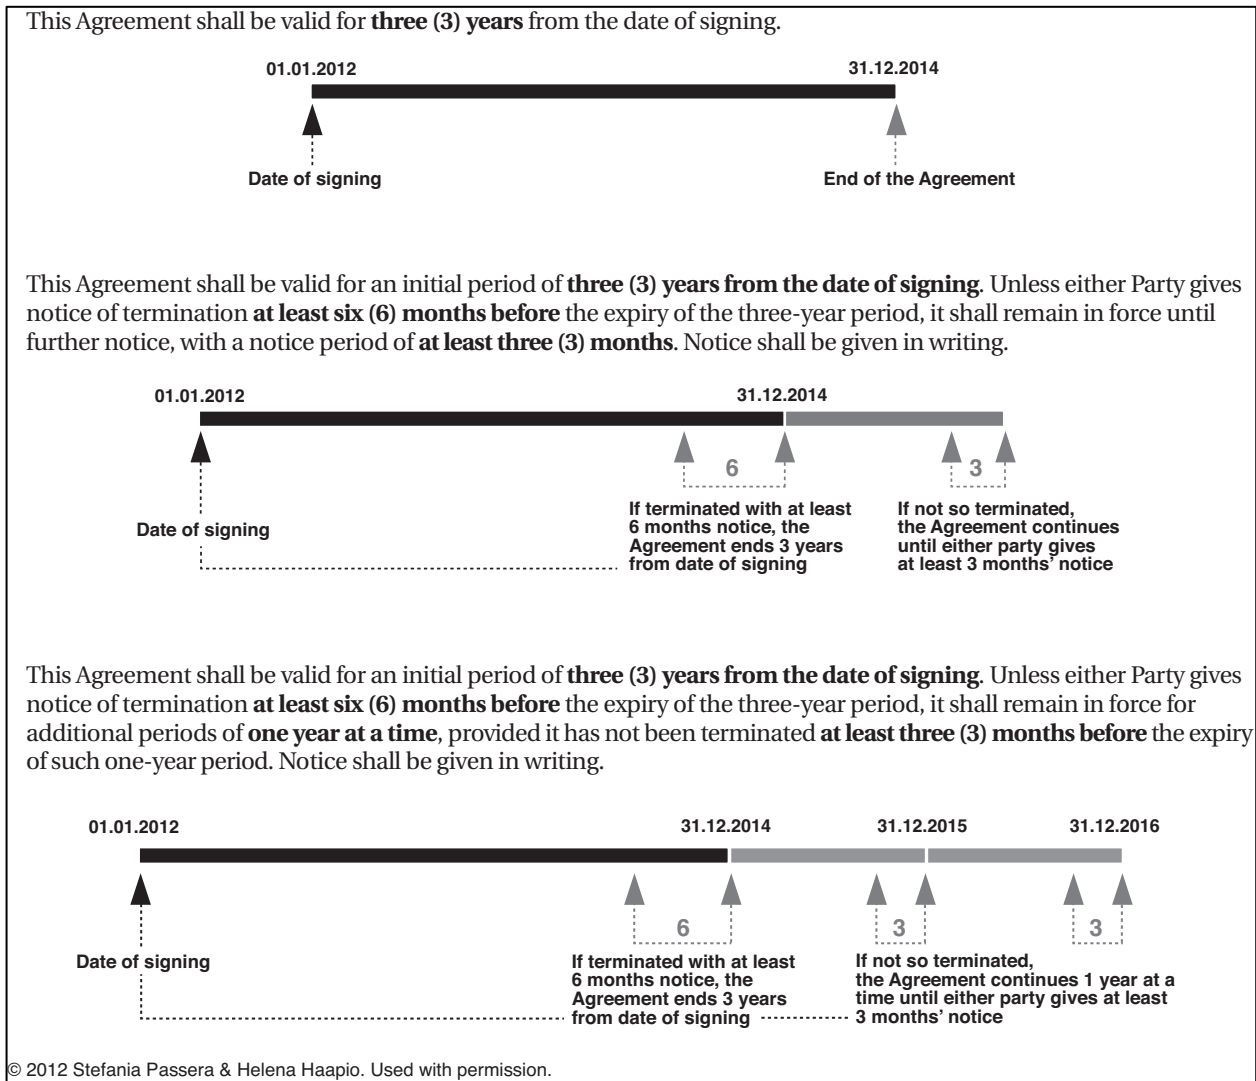 This Agreement shall be valid for three (3) years from the date of signing.
01.01.2012 31.12.2014
Date of signing End of the Agreement
This Agreement shall be valid for an initial period of three (3) years from the date of signing. Unless either Party gives
notice of termination at least six (6) months before the expiry of the three-year period, it shall remain in force until
further notice, with a notice period of at least three (3) months. Notice shall be given in writing.
01.01.2012 31.12.2014
6 3
Date of signing
If terminated with at least
6 months notice, the
Agreement ends 3 years
from date of signing
If not so terminated,
the Agreement continues
until either party gives
at least 3 months' notice
This Agreement shall be valid for an initial period of three (3) years from the date of signing. Unless either Party gives
notice of termination at least six (6) months before the expiry of the three-year period, it shall remain in force for
additional periods of one year at a time, provided it has not been terminated at least three (3) months before the expiry
of such one-year period. Notice shall be given in writing.
01.01.2012 31.12.2014 31.12.2015 31.12.2016
6 3 3
Date of signing
If terminated with at least
6 months notice, the
Agreement ends 3 years
from date of signing
If not so terminated,
the Agreement continues 1 year at a
time until either party gives at least
3 months' notice
© 2012 Stefania Passera & Helena Haapio. Used with permission.